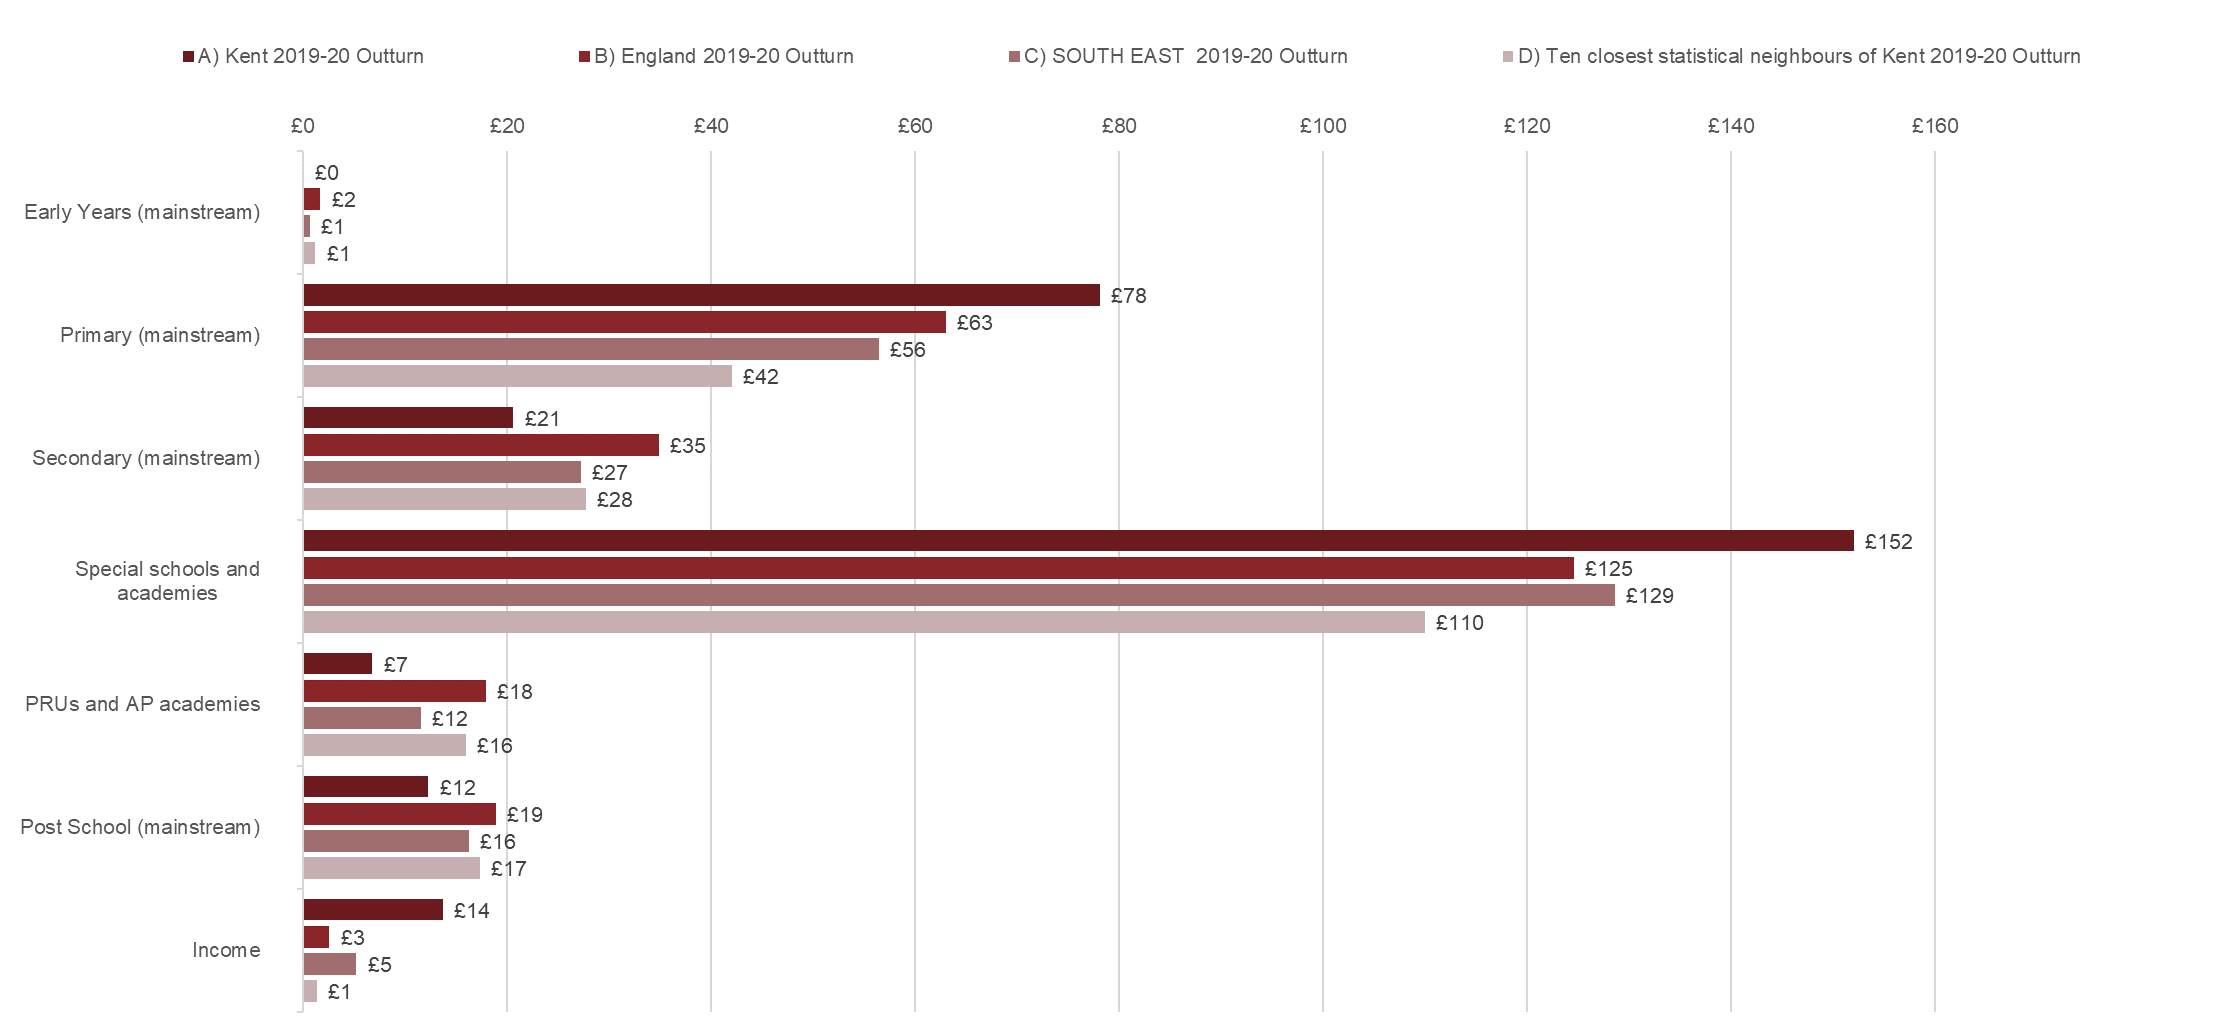 A) Kent 2019-20 Outturn
B) England 2019-20 Outturn
C) SOUTH EAST  2019-20 Outturn
D) Ten closest statistical neighbours of Kent 2019-20 Outturn
£0 £20 £40 £60 £80 £100 £120 £140 £160
Early Years (mainstream)
£0
£2
£1
£1
Primary (mainstream)
£78
£63
£56
£42
Secondary (mainstream)
£21
£35
£27
£28
Special schools and
academies
£152
£125
£129
£110
PRUs and AP academies
£7
£18
£12
£16
Post School (mainstream)
£12
£19
£16
£17
Income
£14
£3
£5
£1